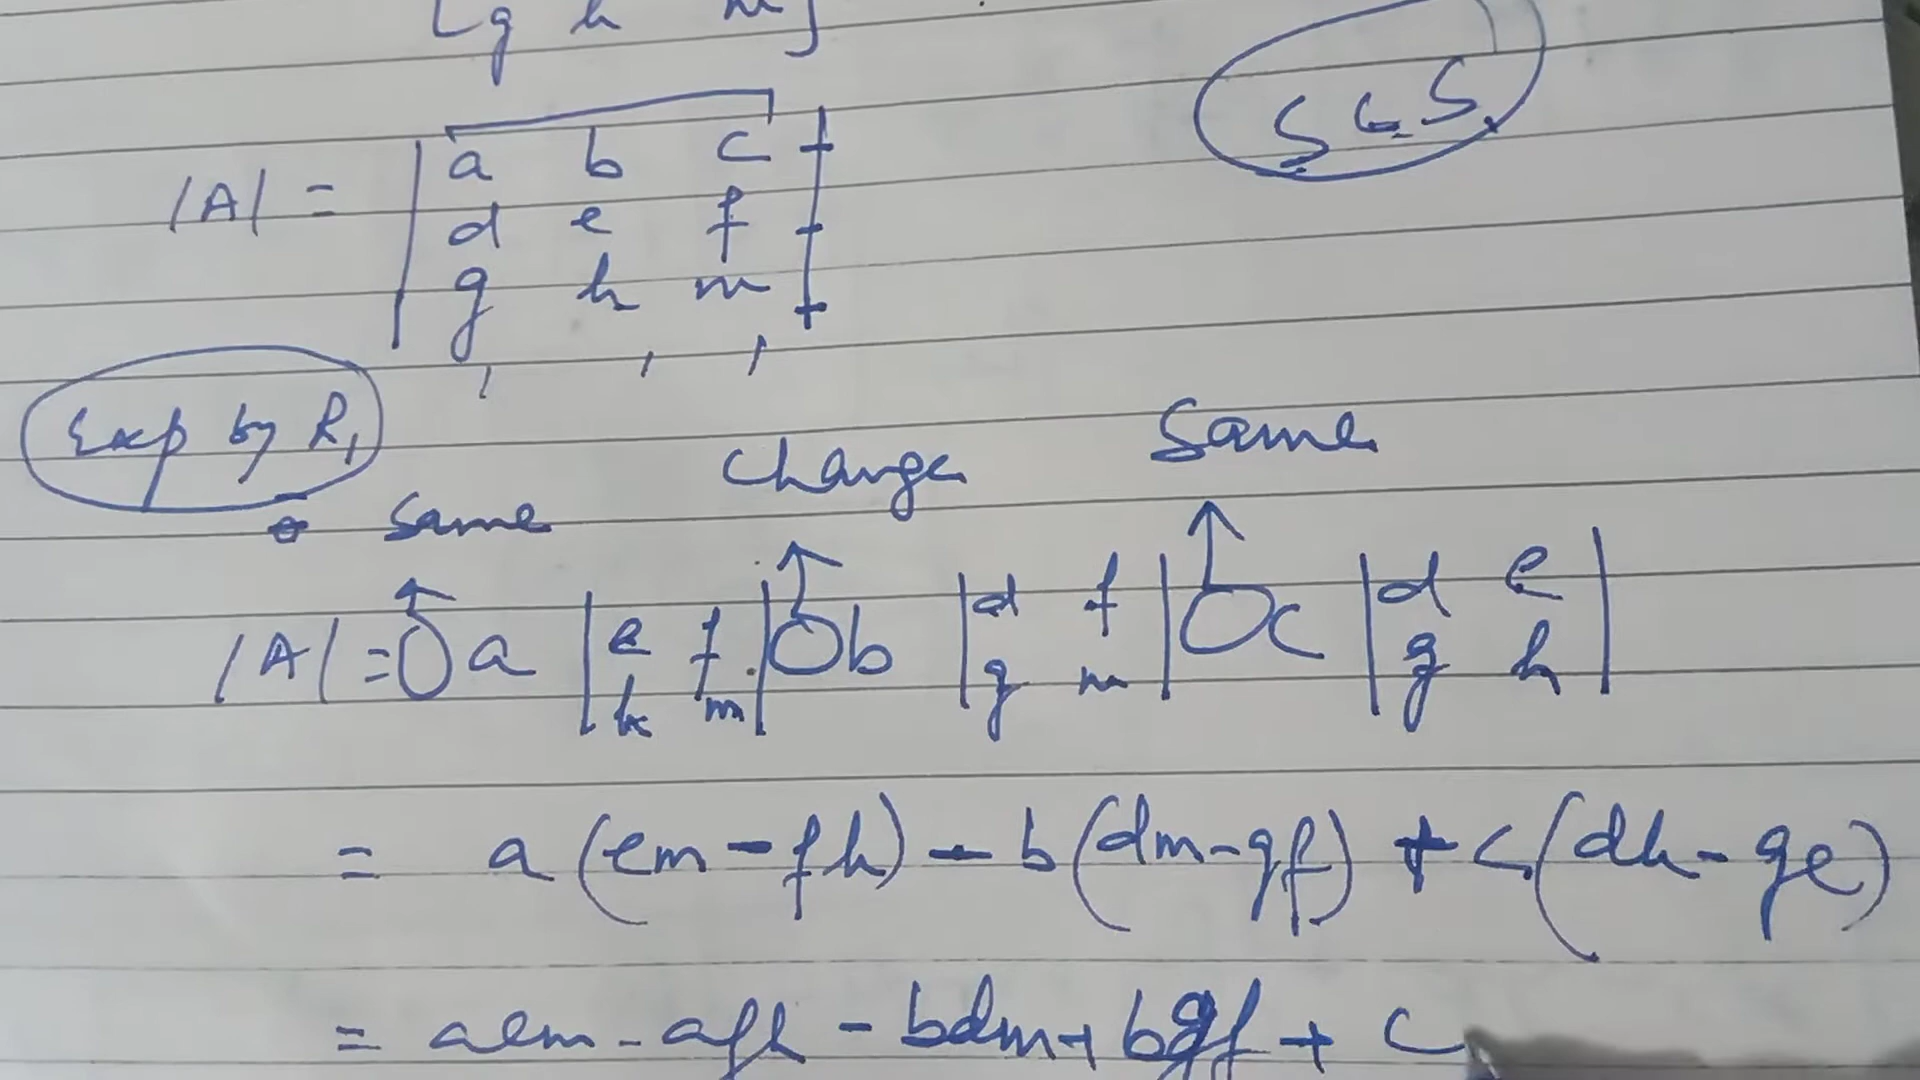 [g h m]
SCS.
|A| = | a b c |
| d e f |
| g h m |
Exp by R₁
Same Change Same
|A| = a | e f | b | d f | c | d e |
| h m | | g m | | g h |
= a (em - fh) - b (dm - gf) + c (dh - ge)
= aem - afh - bdm + bgf + c